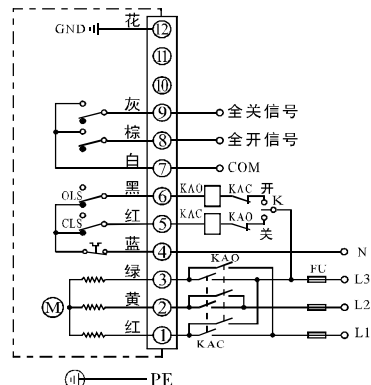 GND 花 ⑫
⑪
⑩
灰 ⑨ 全关信号
棕 ⑧ 全开信号
白 ⑦ COM
OLS 黑 ⑥ KAO KAC 开
K
CLS 红 ⑤ KAC KAO 关
蓝 ④ N
KAO
绿 ③ FU L3
M 黄 ② L2
红 ① L1
KAC
PE